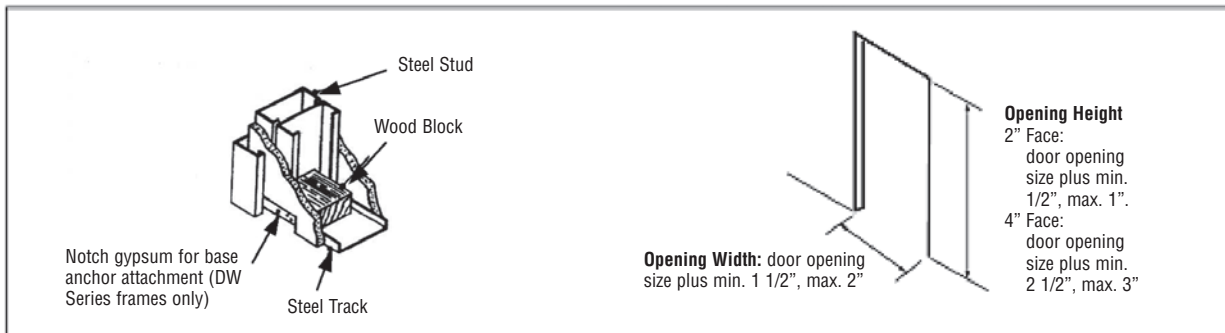 Steel Stud
Wood Block
Notch gypsum for base
anchor attachment (DW
Series frames only)
Steel Track
Opening Width: door opening
size plus min. 1 1/2”, max. 2”
Opening Height
2” Face:
door opening
size plus min.
1/2”, max. 1”.
4” Face:
door opening
size plus min.
2 1/2”, max. 3”